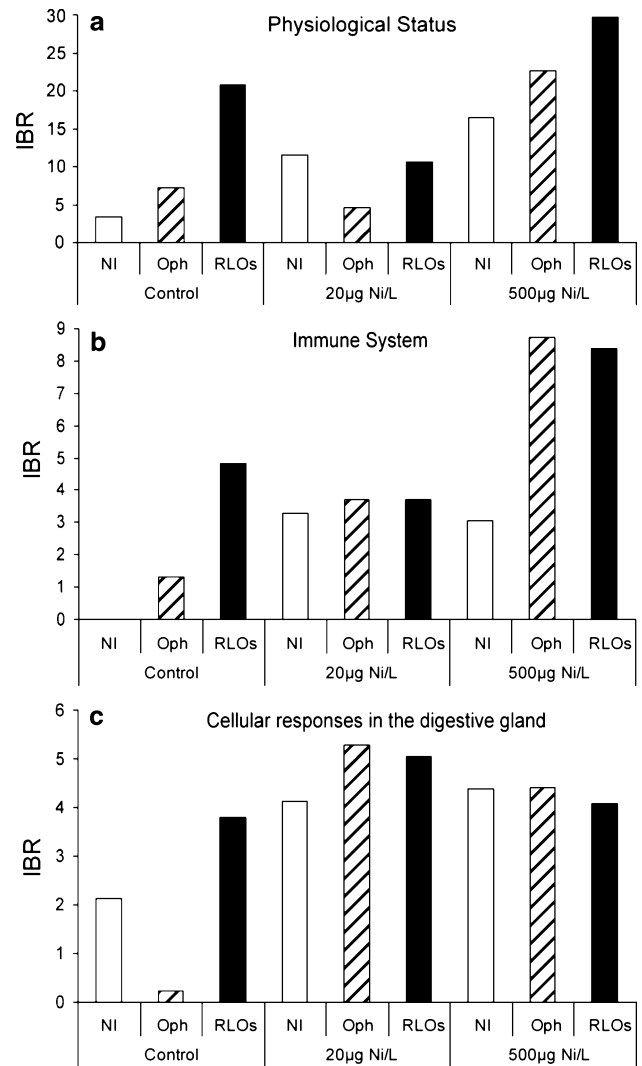 a
Physiological Status
30
25
20
15
10
5
0
IBR
NI Oph RLOs NI Oph RLOs NI Oph RLOs
Control 20µg Ni/L 500µg Ni/L
b
Immune System
9
8
7
6
5
4
3
2
1
0
IBR
NI Oph RLOs NI Oph RLOs NI Oph RLOs
Control 20µg Ni/L 500µg Ni/L
c
Cellular responses in the digestive gland
6
5
4
3
2
1
0
IBR
NI Oph RLOs NI Oph RLOs NI Oph RLOs
Control 20µg Ni/L 500µg Ni/L